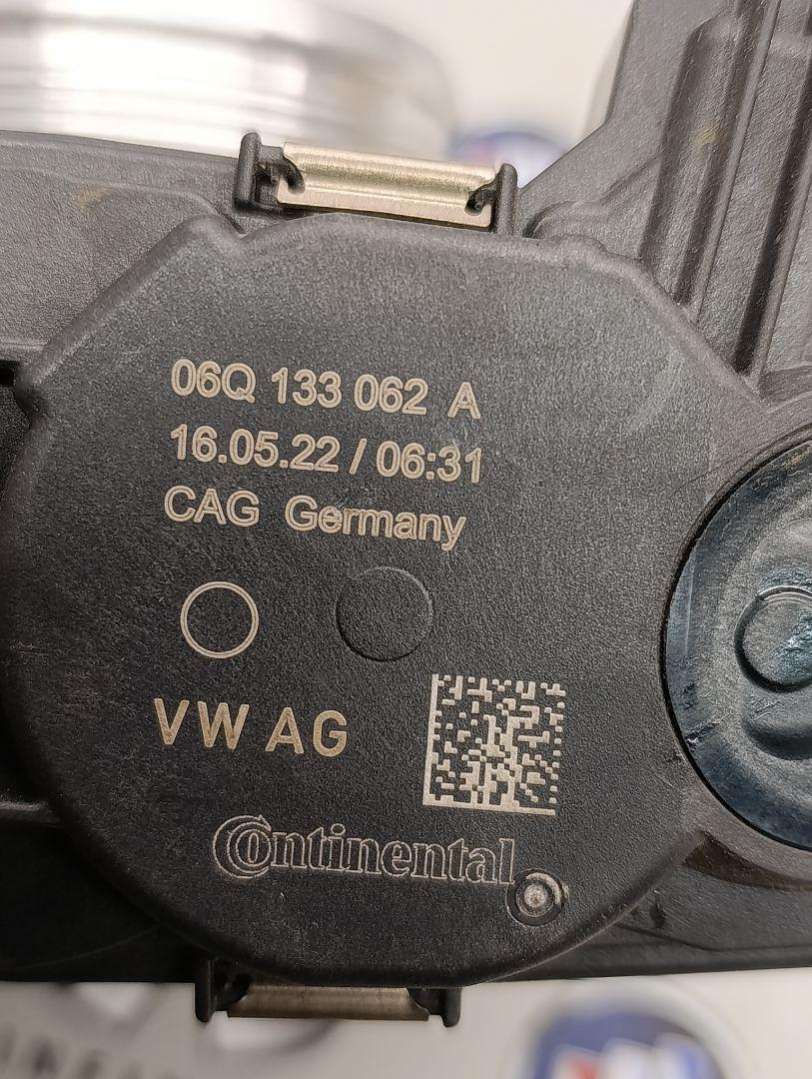 06Q 133 062 A
16.05.22 / 06:31
CAG Germany
VW AG
Continental